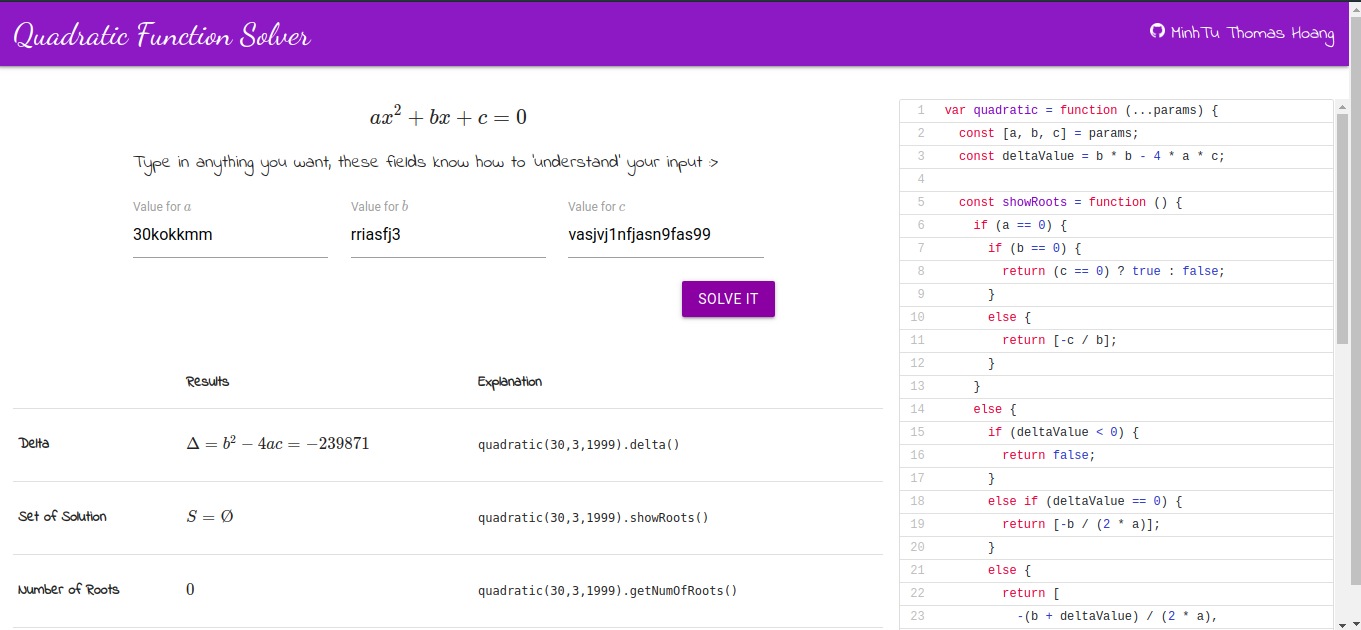 Quadratic Function Solver
MinhTu Thomas Hoang
ax² + bx + c = 0
Type in anything you want, these fields know how to 'understand' your input :>
Value for a Value for b Value for c
30kokkmm rriasfj3 vasjvj1nfjasn9fas99
SOLVE IT
Results Explanation
Delta Δ = b² − 4ac = −239871 quadratic(30,3,1999).delta()
Set of Solution S = ∅ quadratic(30,3,1999).showRoots()
Number of Roots 0 quadratic(30,3,1999).getNumOfRoots()
1 var quadratic = function (...params) {
2 const [a, b, c] = params;
3 const deltaValue = b * b - 4 * a * c;
4
5 const showRoots = function () {
6 if (a == 0) {
7 if (b == 0) {
8 return (c == 0) ? true : false;
9 }
10 else {
11 return [-c / b];
12 }
13 }
14 else {
15 if (deltaValue < 0) {
16 return false;
17 }
18 else if (deltaValue == 0) {
19 return [-b / (2 * a)];
20 }
21 else {
22 return [
23 -(b + deltaValue) / (2 * a),